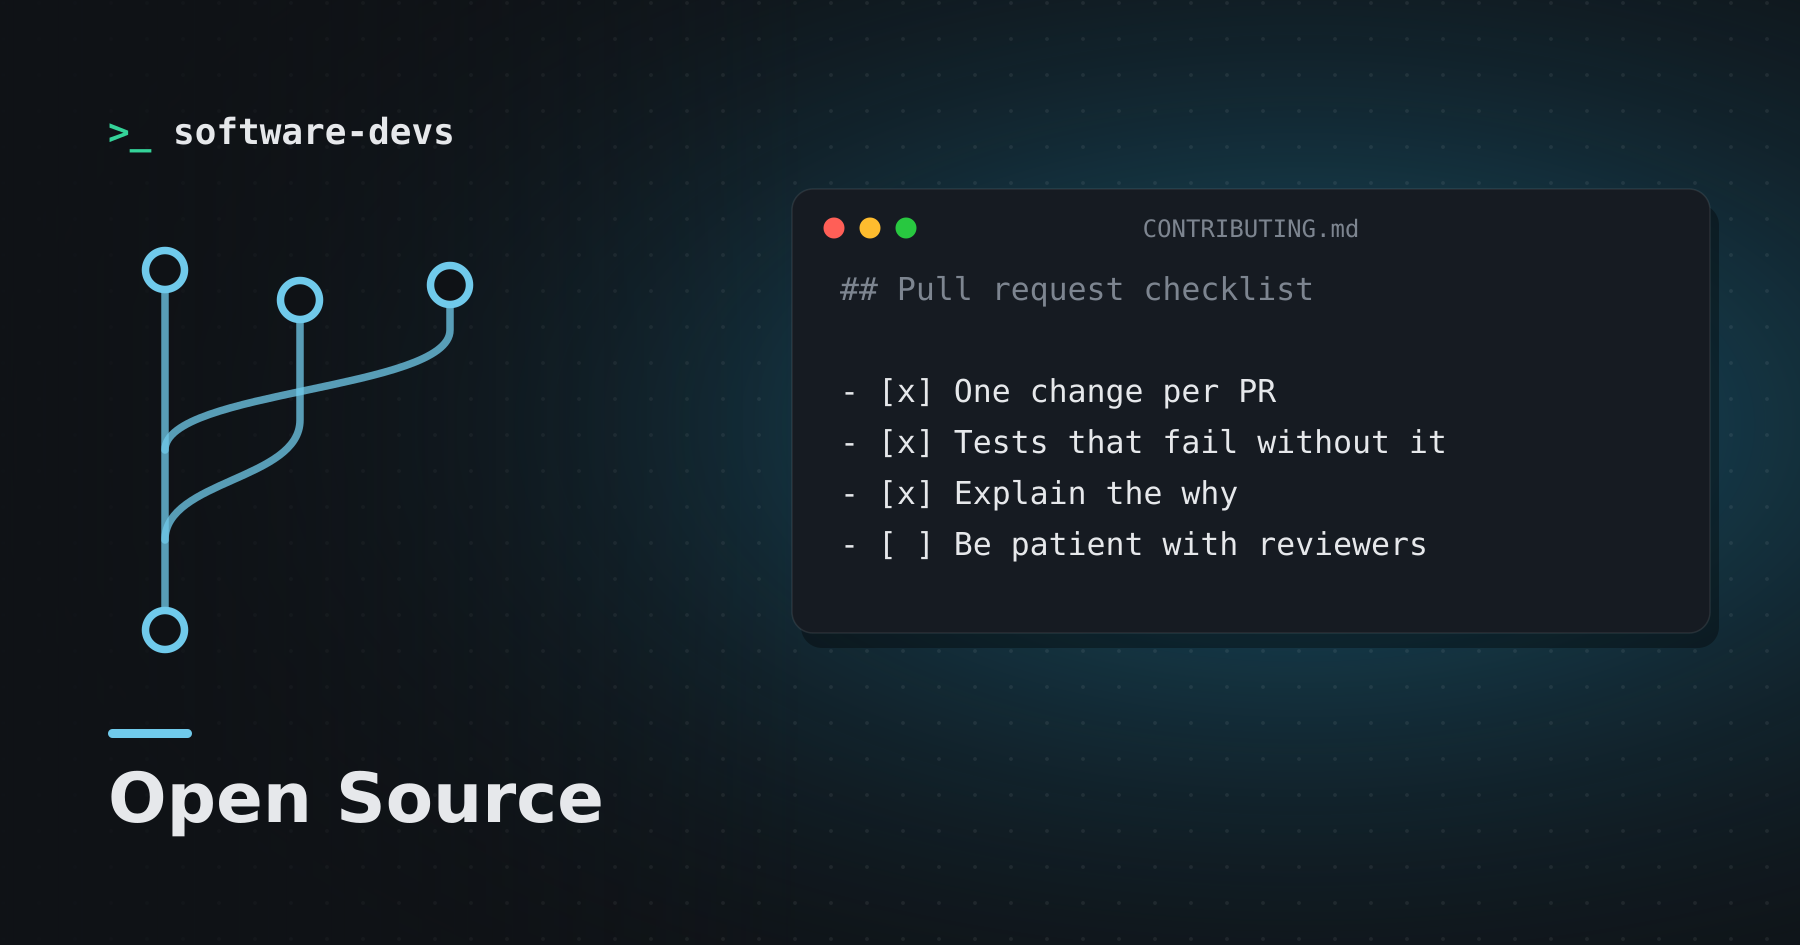 >_ software-devs
CONTRIBUTING.md
## Pull request checklist
- [x] One change per PR
- [x] Tests that fail without it
- [x] Explain the why
- [ ] Be patient with reviewers
Open Source